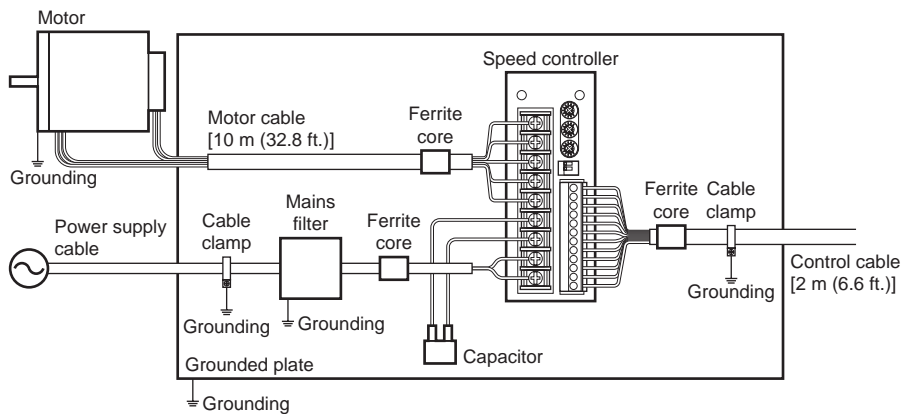 Motor
Speed controller
Motor cable
[10 m (32.8 ft.)]
Ferrite
core
Grounding
Power supply
cable
Cable
clamp
Mains
filter
Ferrite
core
Ferrite
core
Cable
clamp
Grounding
Grounding
Grounding
Control cable
[2 m (6.6 ft.)]
Capacitor
Grounded plate
Grounding